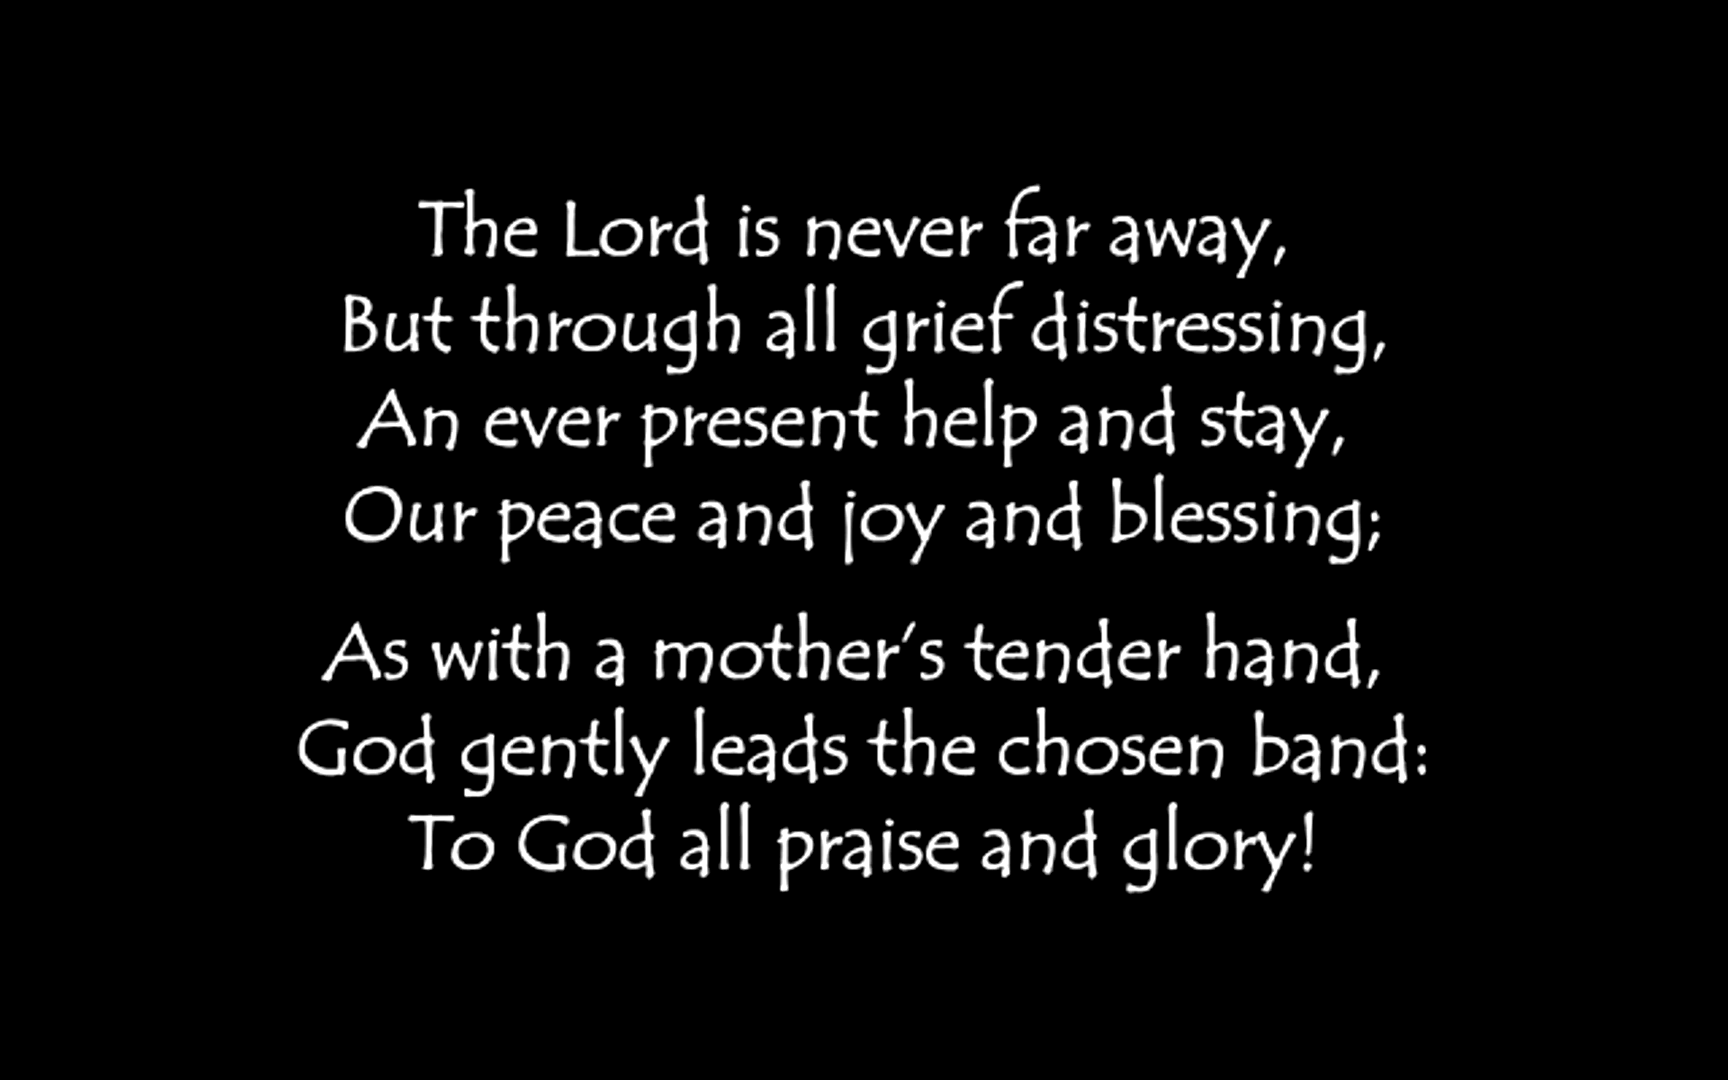 The Lord is never far away,
But through all grief distressing,
An ever present help and stay,
Our peace and joy and blessing;
As with a mother's tender hand,
God gently leads the chosen band:
To God all praise and glory!